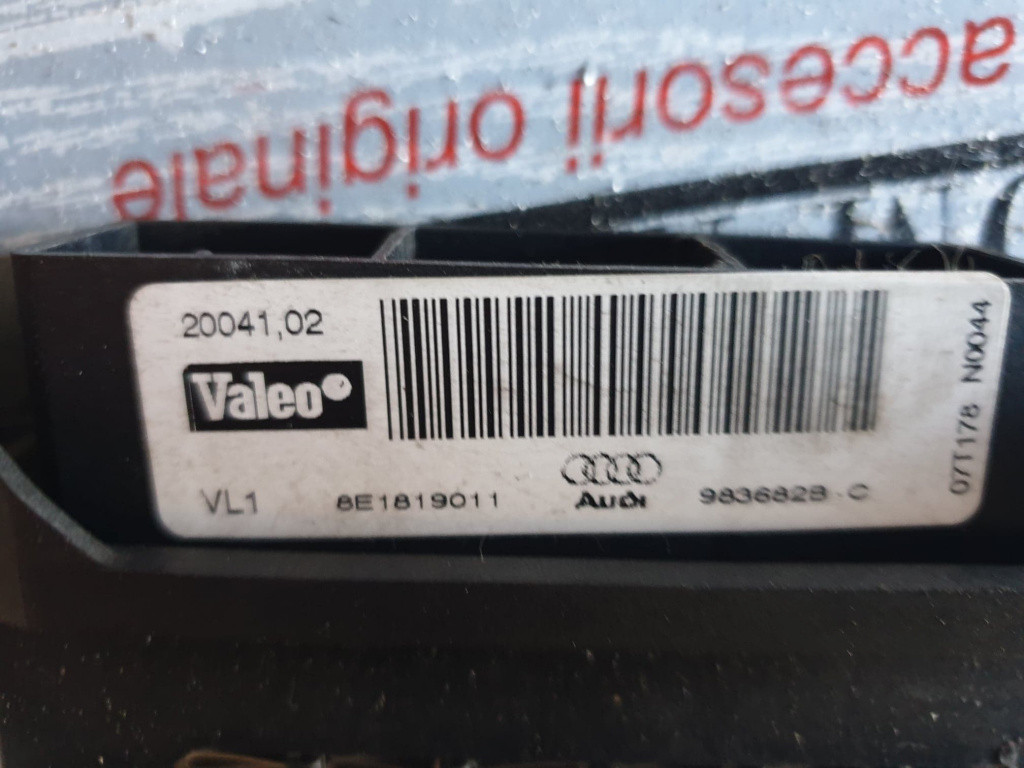 accesorii originale
20041,02
Valeo
VL1
8E1819011
Audi
9836828-C
07T178 N0044